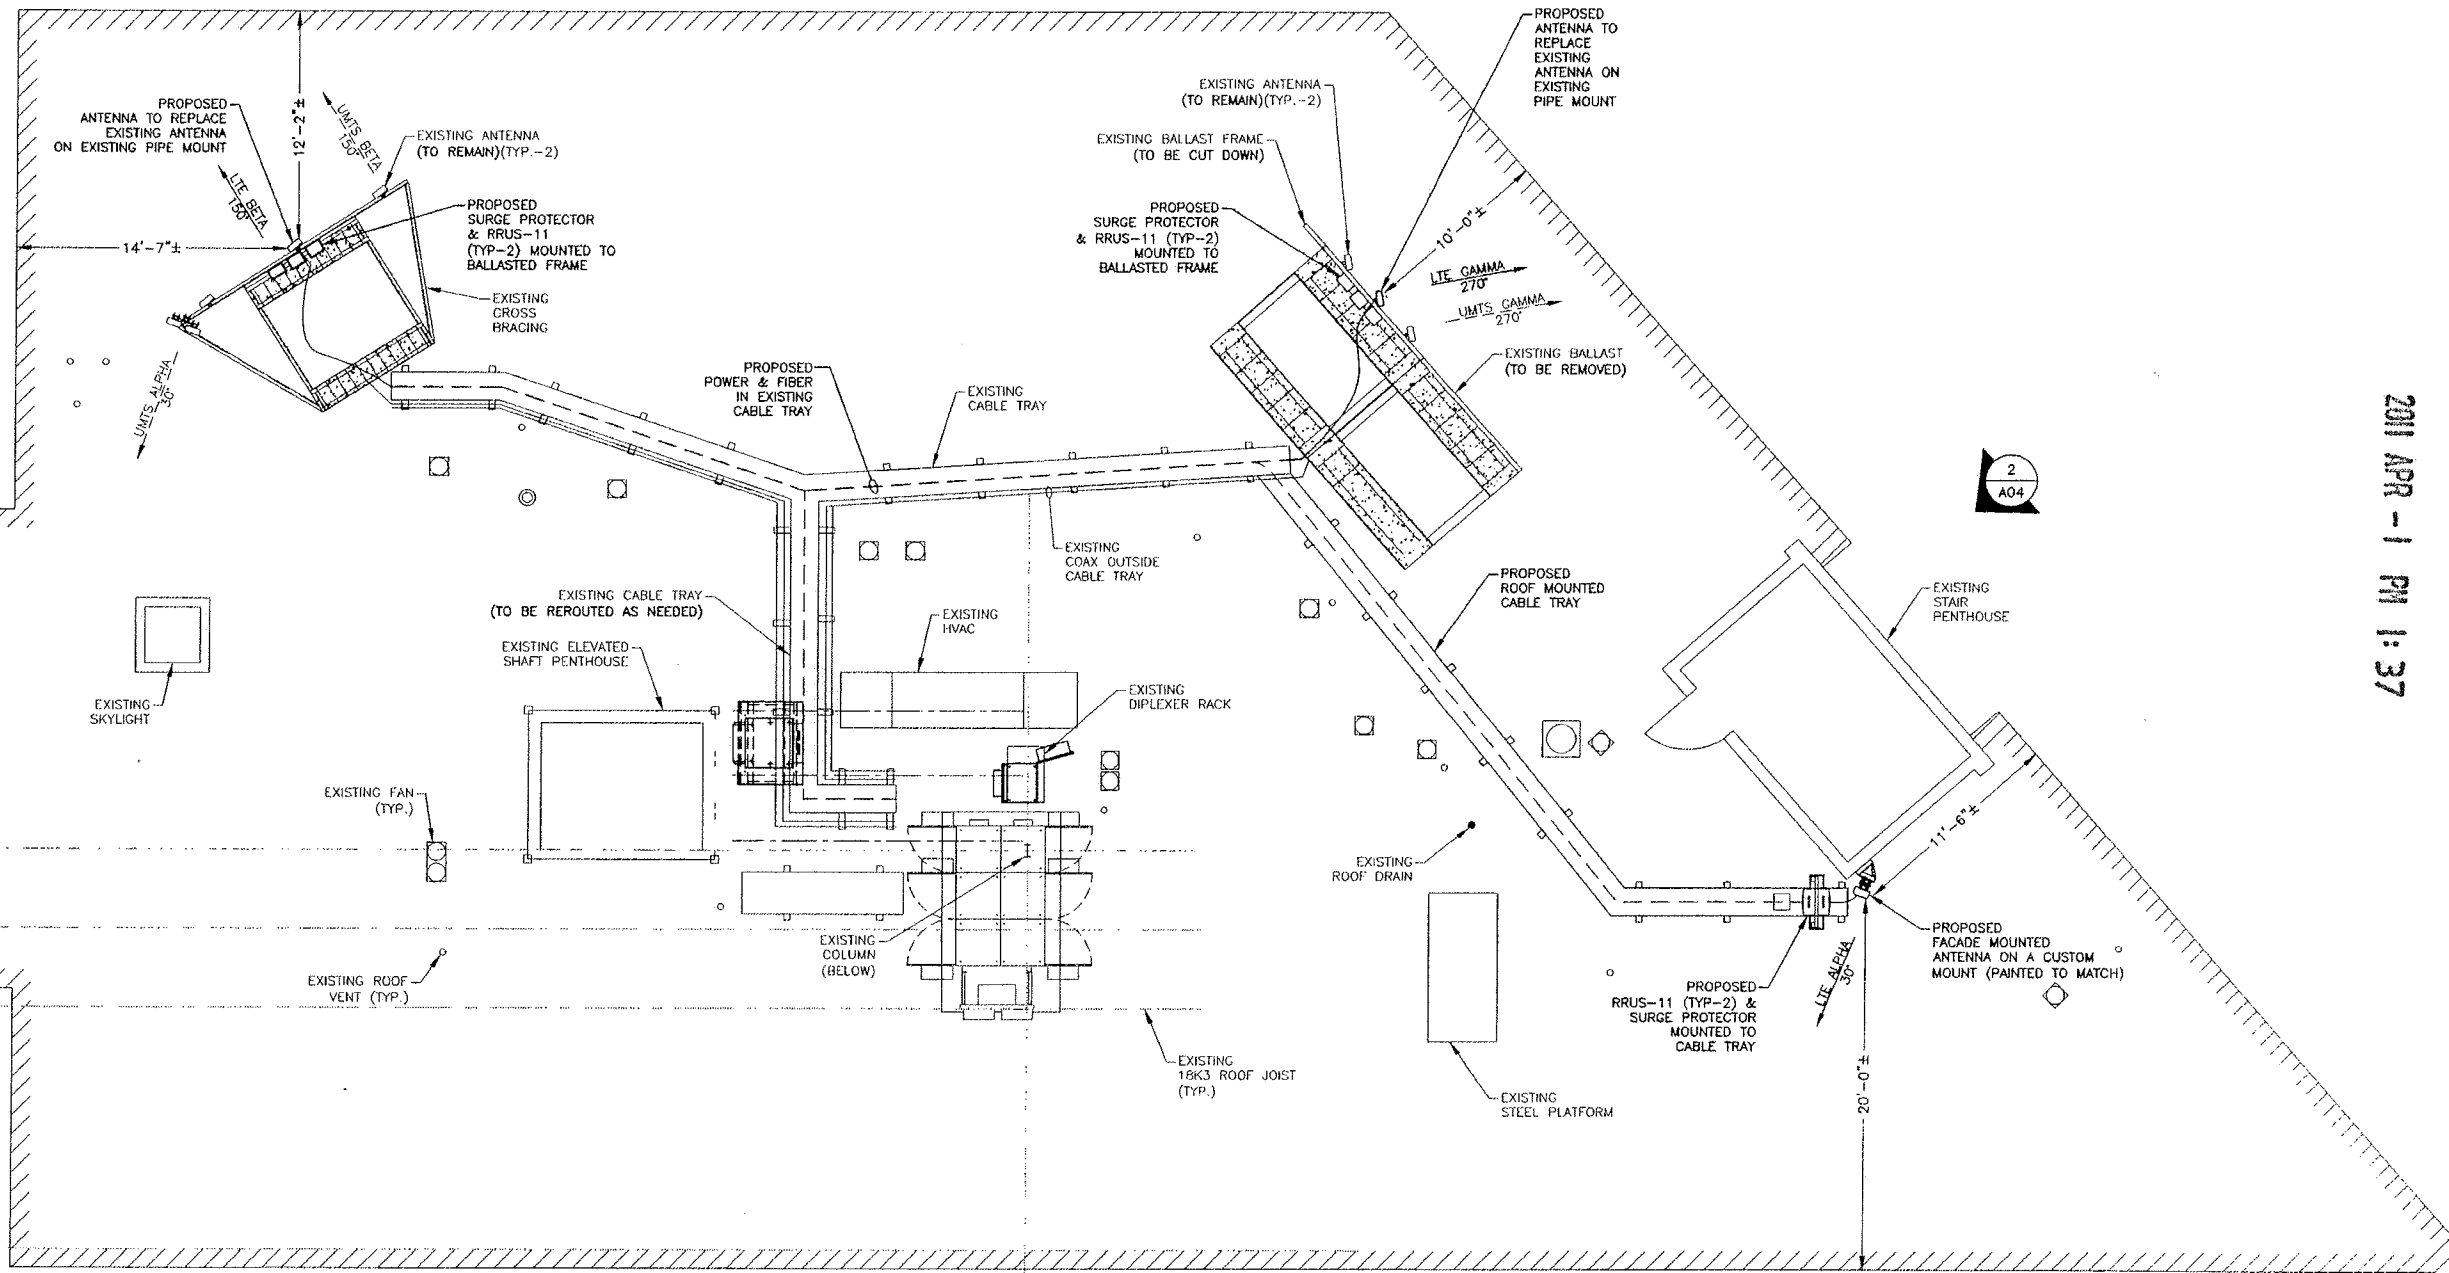 PROPOSED
ANTENNA TO REPLACE
EXISTING ANTENNA
ON EXISTING PIPE MOUNT
12'-2"±
UMTS BETA
150°
EXISTING ANTENNA
(TO REMAIN)(TYP.-2)
LTE BETA
150°
PROPOSED
SURGE PROTECTOR
& RRUS-11
(TYP-2) MOUNTED TO
BALLASTED FRAME
14'-7"±
EXISTING
CROSS
BRACING
UMTS ALPHA
30°
PROPOSED
ANTENNA TO
REPLACE
EXISTING
ANTENNA ON
EXISTING
PIPE MOUNT
EXISTING ANTENNA
(TO REMAIN)(TYP.-2)
EXISTING BALLAST FRAME
(TO BE CUT DOWN)
PROPOSED
SURGE PROTECTOR
& RRUS-11 (TYP-2)
MOUNTED TO
BALLASTED FRAME
10'-0"±
LTE GAMMA
270°
UMTS GAMMA
270°
EXISTING BALLAST
(TO BE REMOVED)
PROPOSED
POWER & FIBER
IN EXISTING
CABLE TRAY
EXISTING
CABLE TRAY
2011 APR -1 PM 1:37
2
A04
EXISTING
COAX OUTSIDE
CABLE TRAY
EXISTING CABLE TRAY
(TO BE REROUTED AS NEEDED)
EXISTING
HVAC
PROPOSED
ROOF MOUNTED
CABLE TRAY
EXISTING
STAIR
PENTHOUSE
EXISTING ELEVATED
SHAFT PENTHOUSE
EXISTING
SKYLIGHT
EXISTING
DIPLEXER RACK
EXISTING FAN
(TYP.)
11'-6"±
EXISTING
ROOF DRAIN
EXISTING
COLUMN
(BELOW)
EXISTING ROOF
VENT (TYP.)
PROPOSED
FACADE MOUNTED
ANTENNA ON A CUSTOM
MOUNT (PAINTED TO MATCH)
LTE ALPHA
30°
PROPOSED
RRUS-11 (TYP-2) &
SURGE PROTECTOR
MOUNTED TO
CABLE TRAY
EXISTING
18K3 ROOF JOIST
(TYP.)
EXISTING
STEEL PLATFORM
20'-0"±